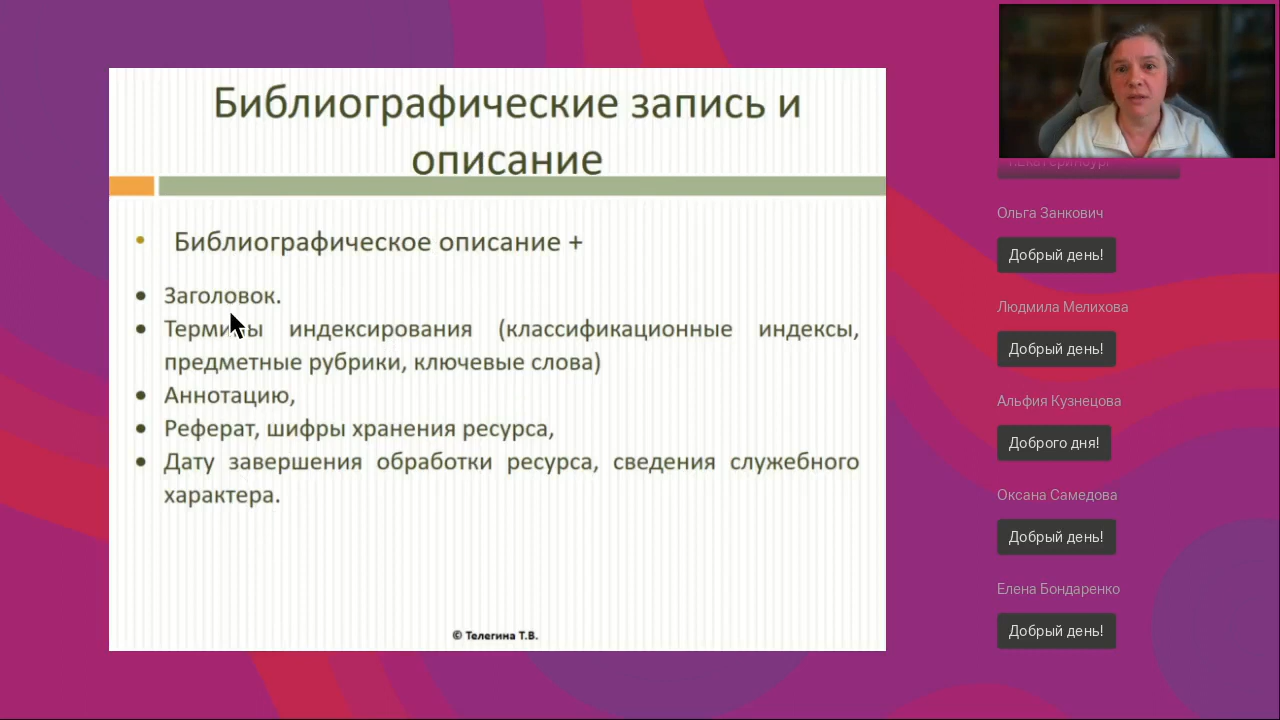 Библиографические запись и
описание
Библиографическое описание +
Заголовок.
Термины индексирования (классификационные индексы,
предметные рубрики, ключевые слова)
Аннотацию,
Реферат, шифры хранения ресурса,
Дату завершения обработки ресурса, сведения служебного
характера.
© Телегина Т.В.
Ольга Занкович
Добрый день!
Людмила Мелихова
Добрый день!
Альфия Кузнецова
Доброго дня!
Оксана Самедова
Добрый день!
Елена Бондаренко
Добрый день!